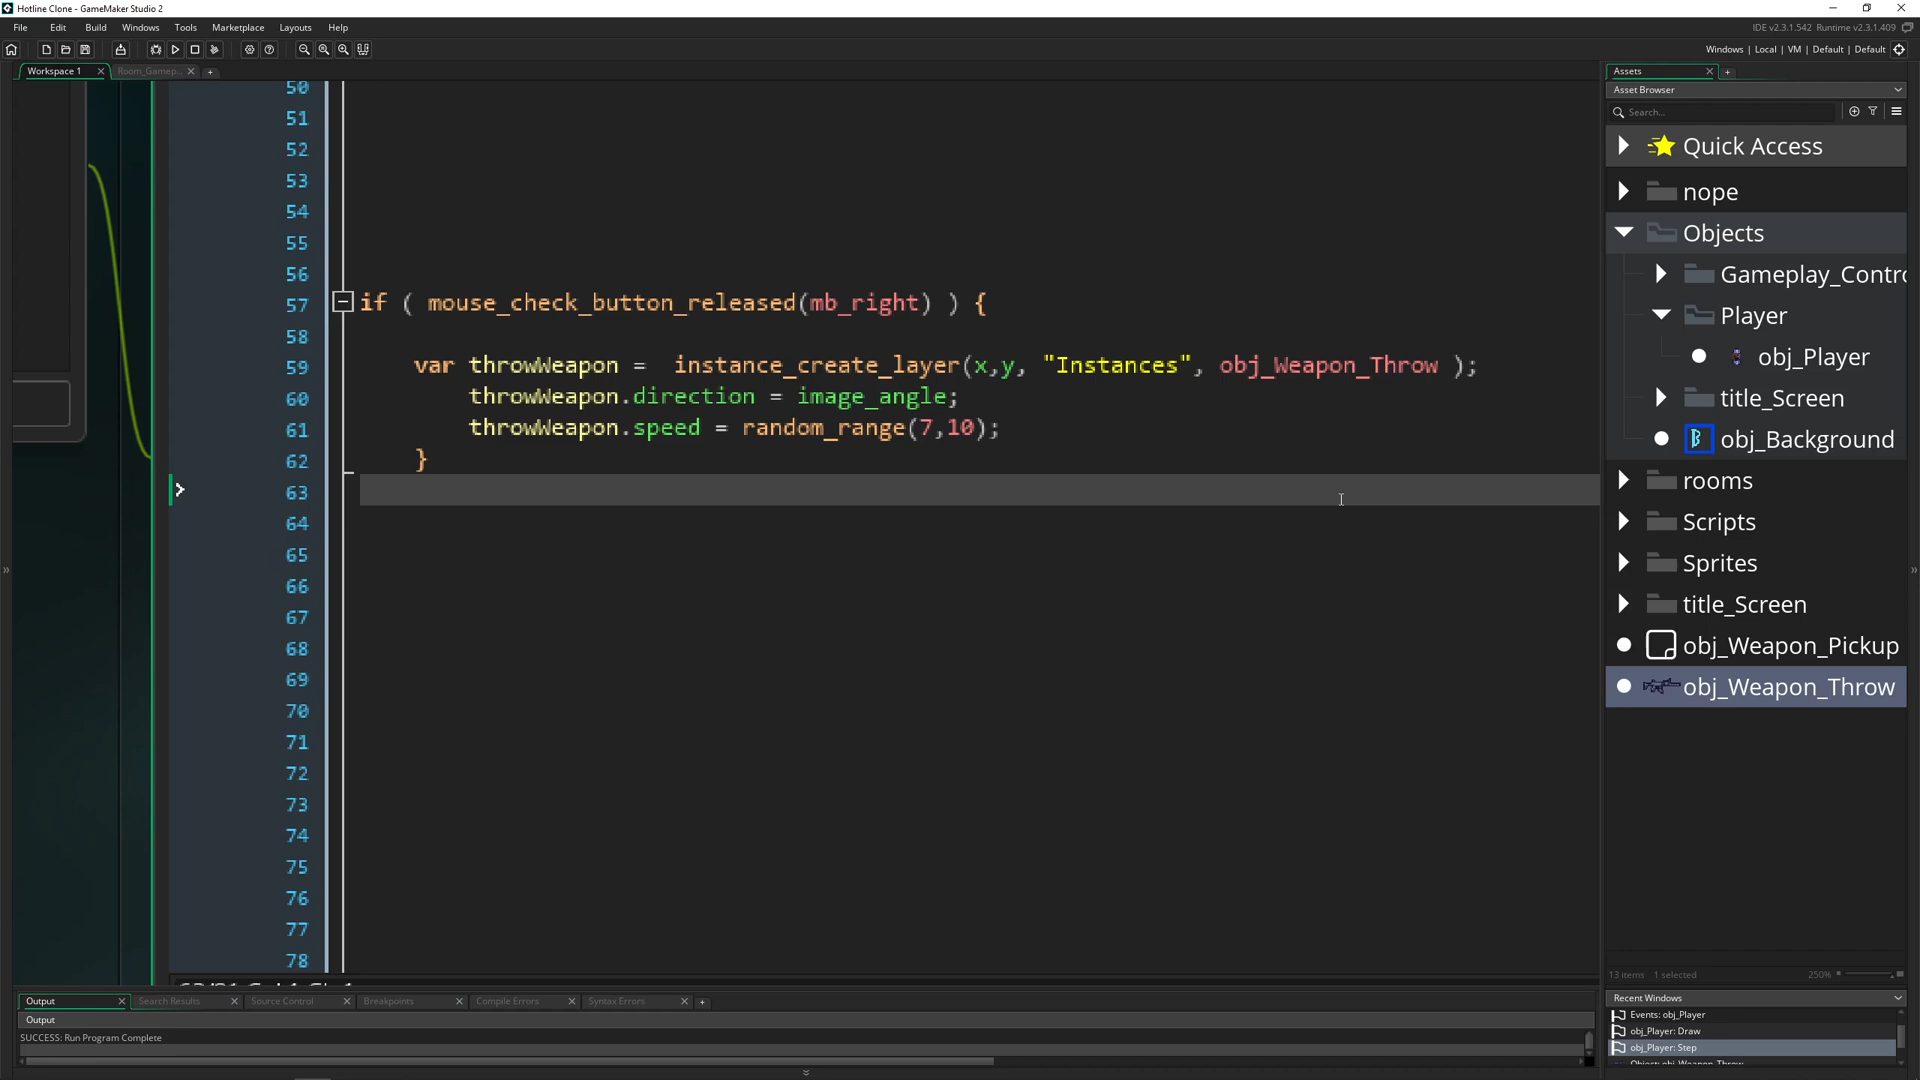 Hotline Clone - GameMaker Studio 2
File Edit Build Windows Tools Marketplace Layouts Help
IDE v2.3.1.542 Runtime v2.3.1.409
Windows | Local | VM | Default | Default
Workspace 1
Room_Gamep...
Assets
Asset Browser
Search...
50
51
52
53
54
55
56
57 if ( mouse_check_button_released(mb_right) ) {
58
59 var throwWeapon = instance_create_layer(x,y, "Instances", obj_Weapon_Throw );
60 throwWeapon.direction = image_angle;
61 throwWeapon.speed = random_range(7,10);
62 }
63
64
65
66
67
68
69
70
71
72
73
74
75
76
77
78
Quick Access
nope
Objects
Gameplay_Contro
Player
obj_Player
title_Screen
obj_Background
rooms
Scripts
Sprites
title_Screen
obj_Weapon_Pickup
obj_Weapon_Throw
13 items 1 selected
250%
Output
Search Results
Source Control
Breakpoints
Compile Errors
Syntax Errors
Output
SUCCESS: Run Program Complete
Recent Windows
Events: obj_Player
obj_Player: Draw
obj_Player: Step